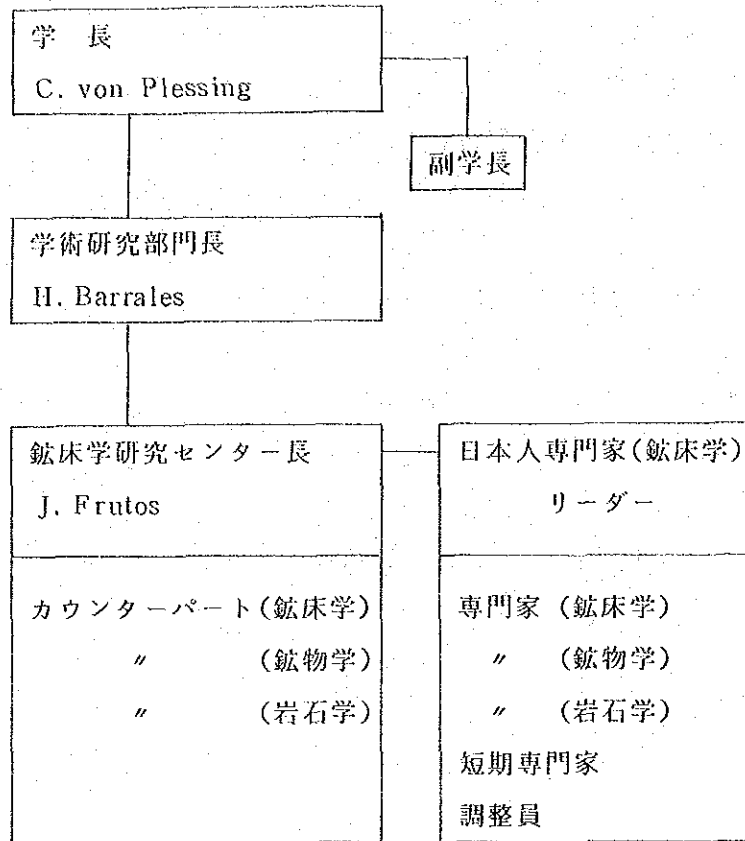 学 長
C. von Plessing
副学長
学術研究部門長
H. Barrales
鉱床学研究センター長
J. Frutos
カウンターパート(鉱床学)
〃 (鉱物学)
〃 (岩石学)
日本人専門家(鉱床学)
リーダー
専門家 (鉱床学)
〃 (鉱物学)
〃 (岩石学)
短期専門家
調整員